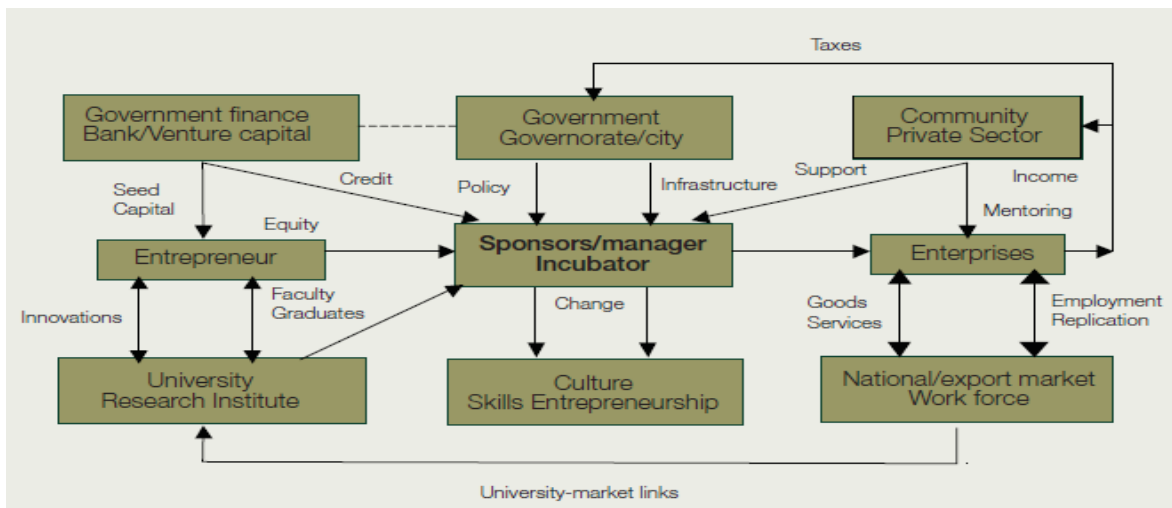 Taxes
Government finance
Bank/Venture capital
Government
Governorate/city
Community
Private Sector
Seed
Capital
Credit
Policy
Infrastructure
Support
Income
Mentoring
Equity
Entrepreneur
Sponsors/manager
Incubator
Enterprises
Innovations
Faculty
Graduates
Change
Goods
Services
Employment
Replication
University
Research Institute
Culture
Skills Entrepreneurship
National/export market
Work force
University-market links